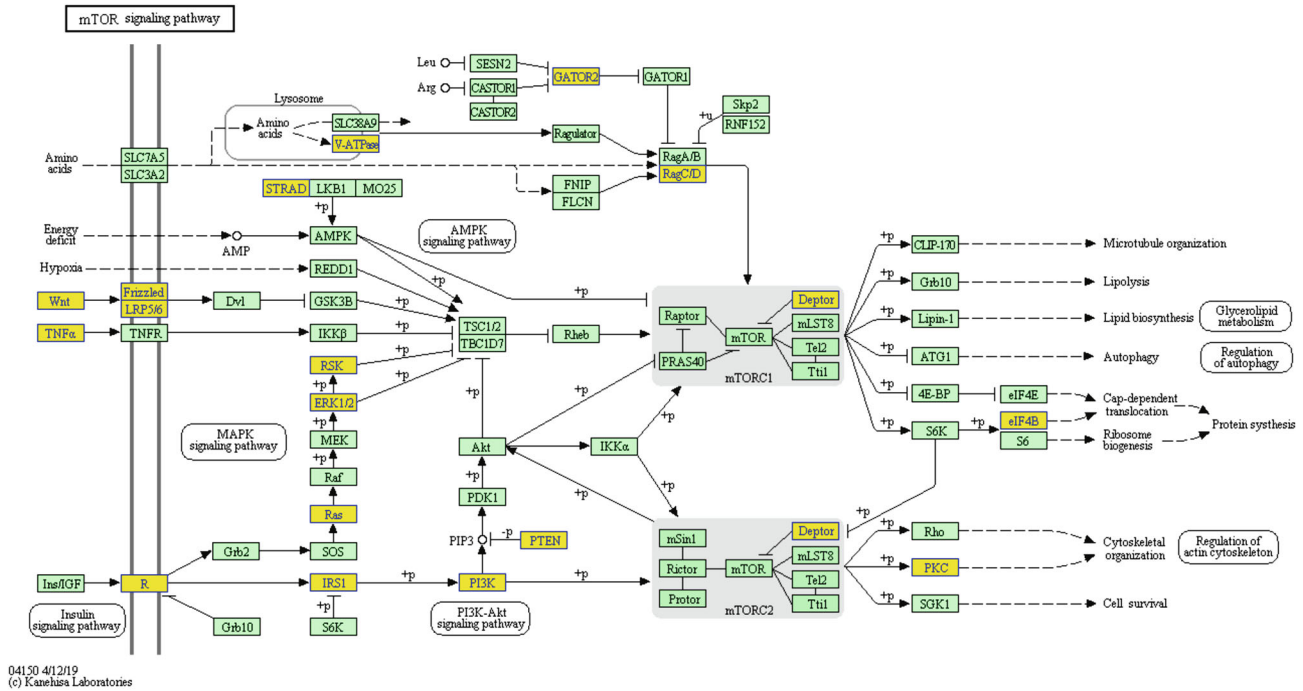 mTOR signaling pathway
Leu
SESN2
GATOR2
GATOR1
Arg
CASTOR1
CASTOR2
Skp2
RNF152
+u
Lysosome
Amino
acids
SLC38A9
V-ATPase
Ragulator
RagA/B
RagC/D
Amino
acids
SLC7A5
SLC3A2
FNIP
FLCN
STRAD
LKB1
MO25
+p
Energy
deficit
AMP
AMPK
AMPK
signaling pathway
+p
+p
Hypoxia
REDD1
Wnt
Frizzled
LRP5/6
Dvl
GSK3B
+p
TNFα
TNFR
IKKβ
+p
TSC1/2
TBC1D7
Rheb
RSK
+p
+p
ERK1/2
+p
+p
MEK
+p
Raf
MAPK
signaling pathway
Ras
Grb2
SOS
Ins/IGF
R
IRS1
+p
PI3K
+p
Insulin
signaling pathway
Grb10
+p
S6K
PI3K-Akt
signaling pathway
Akt
+p
PDK1
PIP3
-p
PTEN
+p
IKKα
+p
+p
+p
Raptor
PRAS40
mTOR
Deptor
mLST8
Tel2
Tti1
mTORC1
mSin1
Rictor
Protor
mTOR
Deptor
mLST8
Tel2
Tti1
mTORC2
+p
CLIP-170
Microtubule organization
+p
Grb10
Lipolysis
+p
Lipin-1
Lipid biosynthesis
Glycerolipid
metabolism
+p
ATG1
Autophagy
Regulation
of autophagy
+p
4E-BP
eIF4E
Cap-dependent
translocation
+p
S6K
+p
eIF4B
S6
Ribosome
biogenesis
Protein systhesis
+p
+p
Rho
Cytoskeletal
organization
Regulation of
actin cytoskeleton
+p
PKC
+p
SGK1
Cell survival
04150 4/12/19
(c) Kanehisa Laboratories